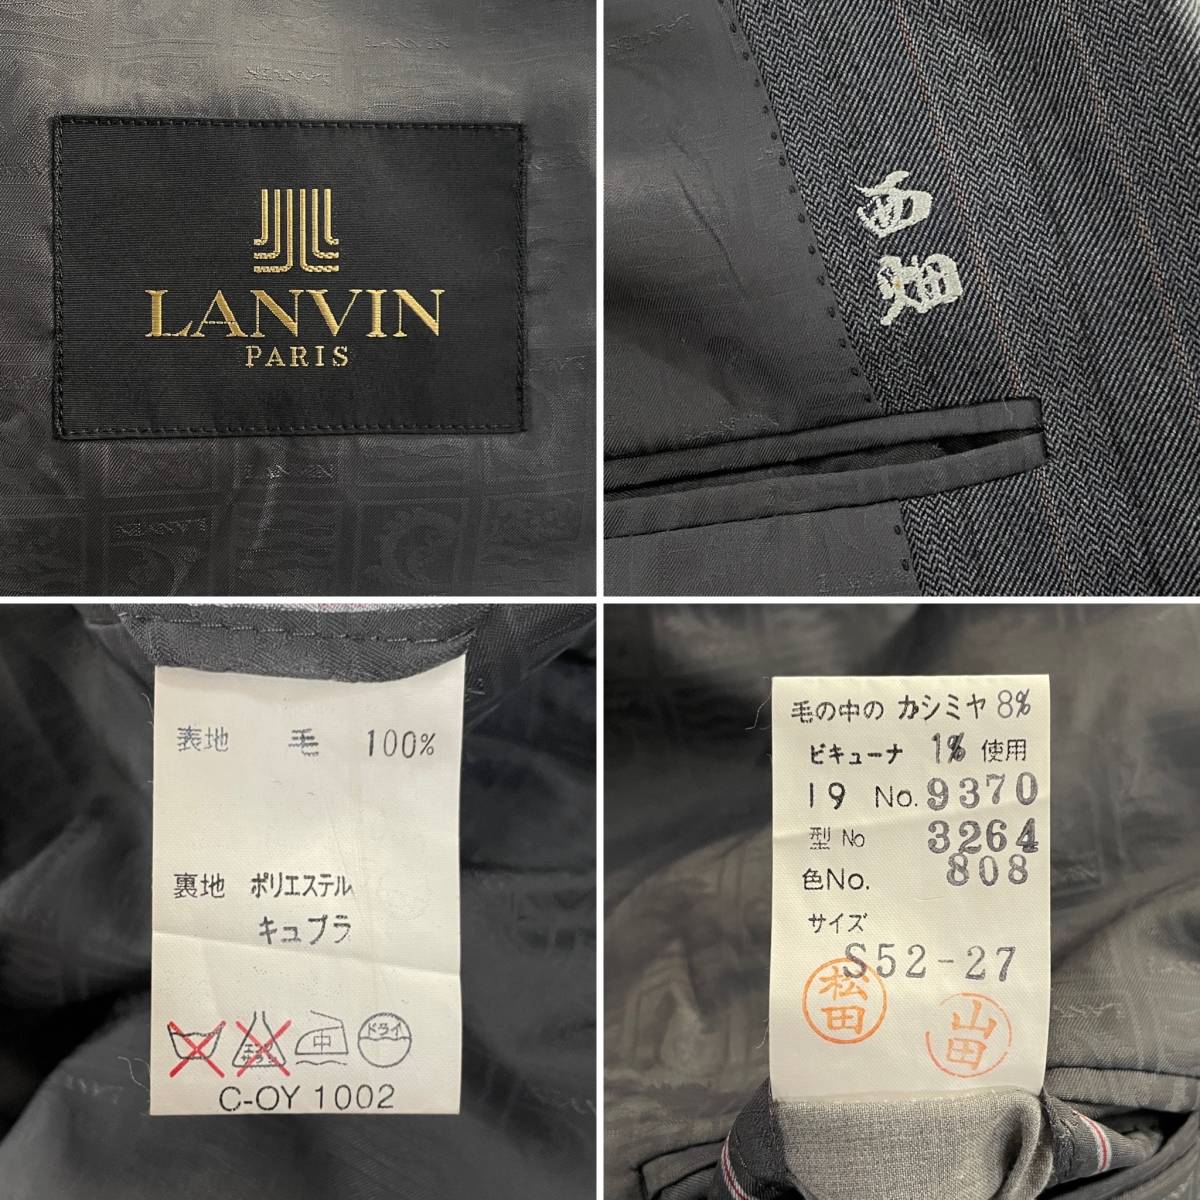 LANVIN
PARIS
西
畑
表地 毛 100%
裏地 ポリエステル
キュプラ
中
ドライ
C-OY 1002
毛の中の カシミヤ 8%
ビキューナ 1% 使用
19 No. 9370
型 No 3264
色No. 808
サイズ
S52-27
松田
山田
LANVIN